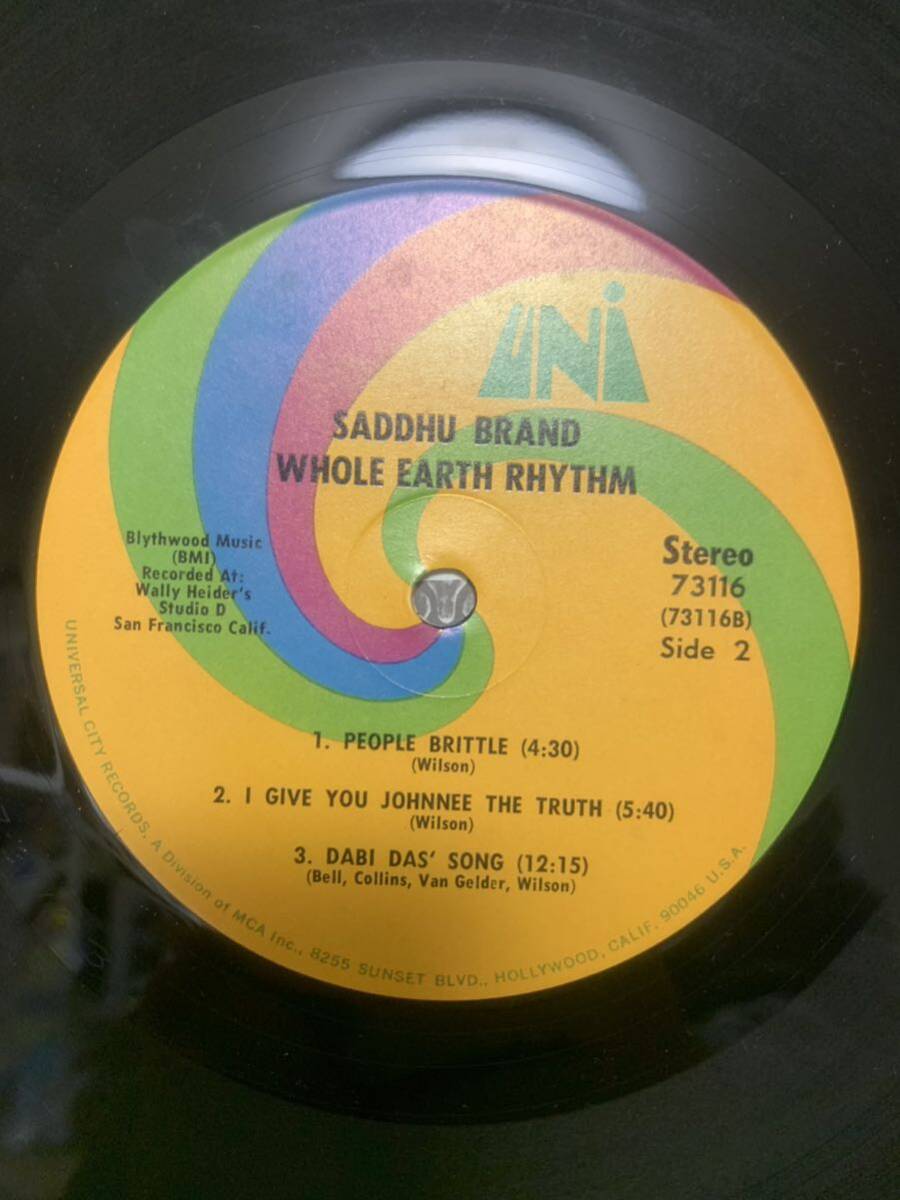 UNI
SADDHU BRAND
WHOLE EARTH RHYTHM
Blythwood Music
(BMI)
Recorded At:
Wally Heider's
Studio D
San Francisco Calif.
Stereo
73116
(73116B)
Side 2
1. PEOPLE BRITTLE (4:30)
(Wilson)
2. I GIVE YOU JOHNNEE THE TRUTH (5:40)
(Wilson)
3. DABI DAS' SONG (12:15)
(Bell, Collins, Van Gelder, Wilson)
UNIVERSAL CITY RECORDS, A Division of MCA Inc., 8255 SUNSET BLVD., HOLLYWOOD, CALIF. 90046 U.S.A.